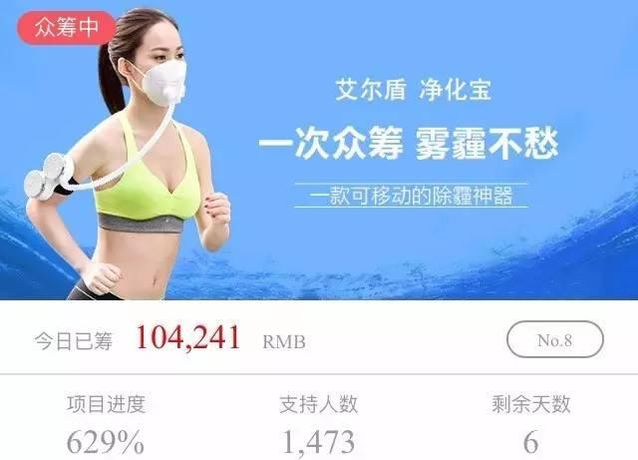 众筹中
艾尔盾 净化宝
一次众筹 雾霾不愁
一款可移动的除霾神器
今日已筹 104,241 RMB No.8
项目进度 支持人数 剩余天数
629% 1,473 6